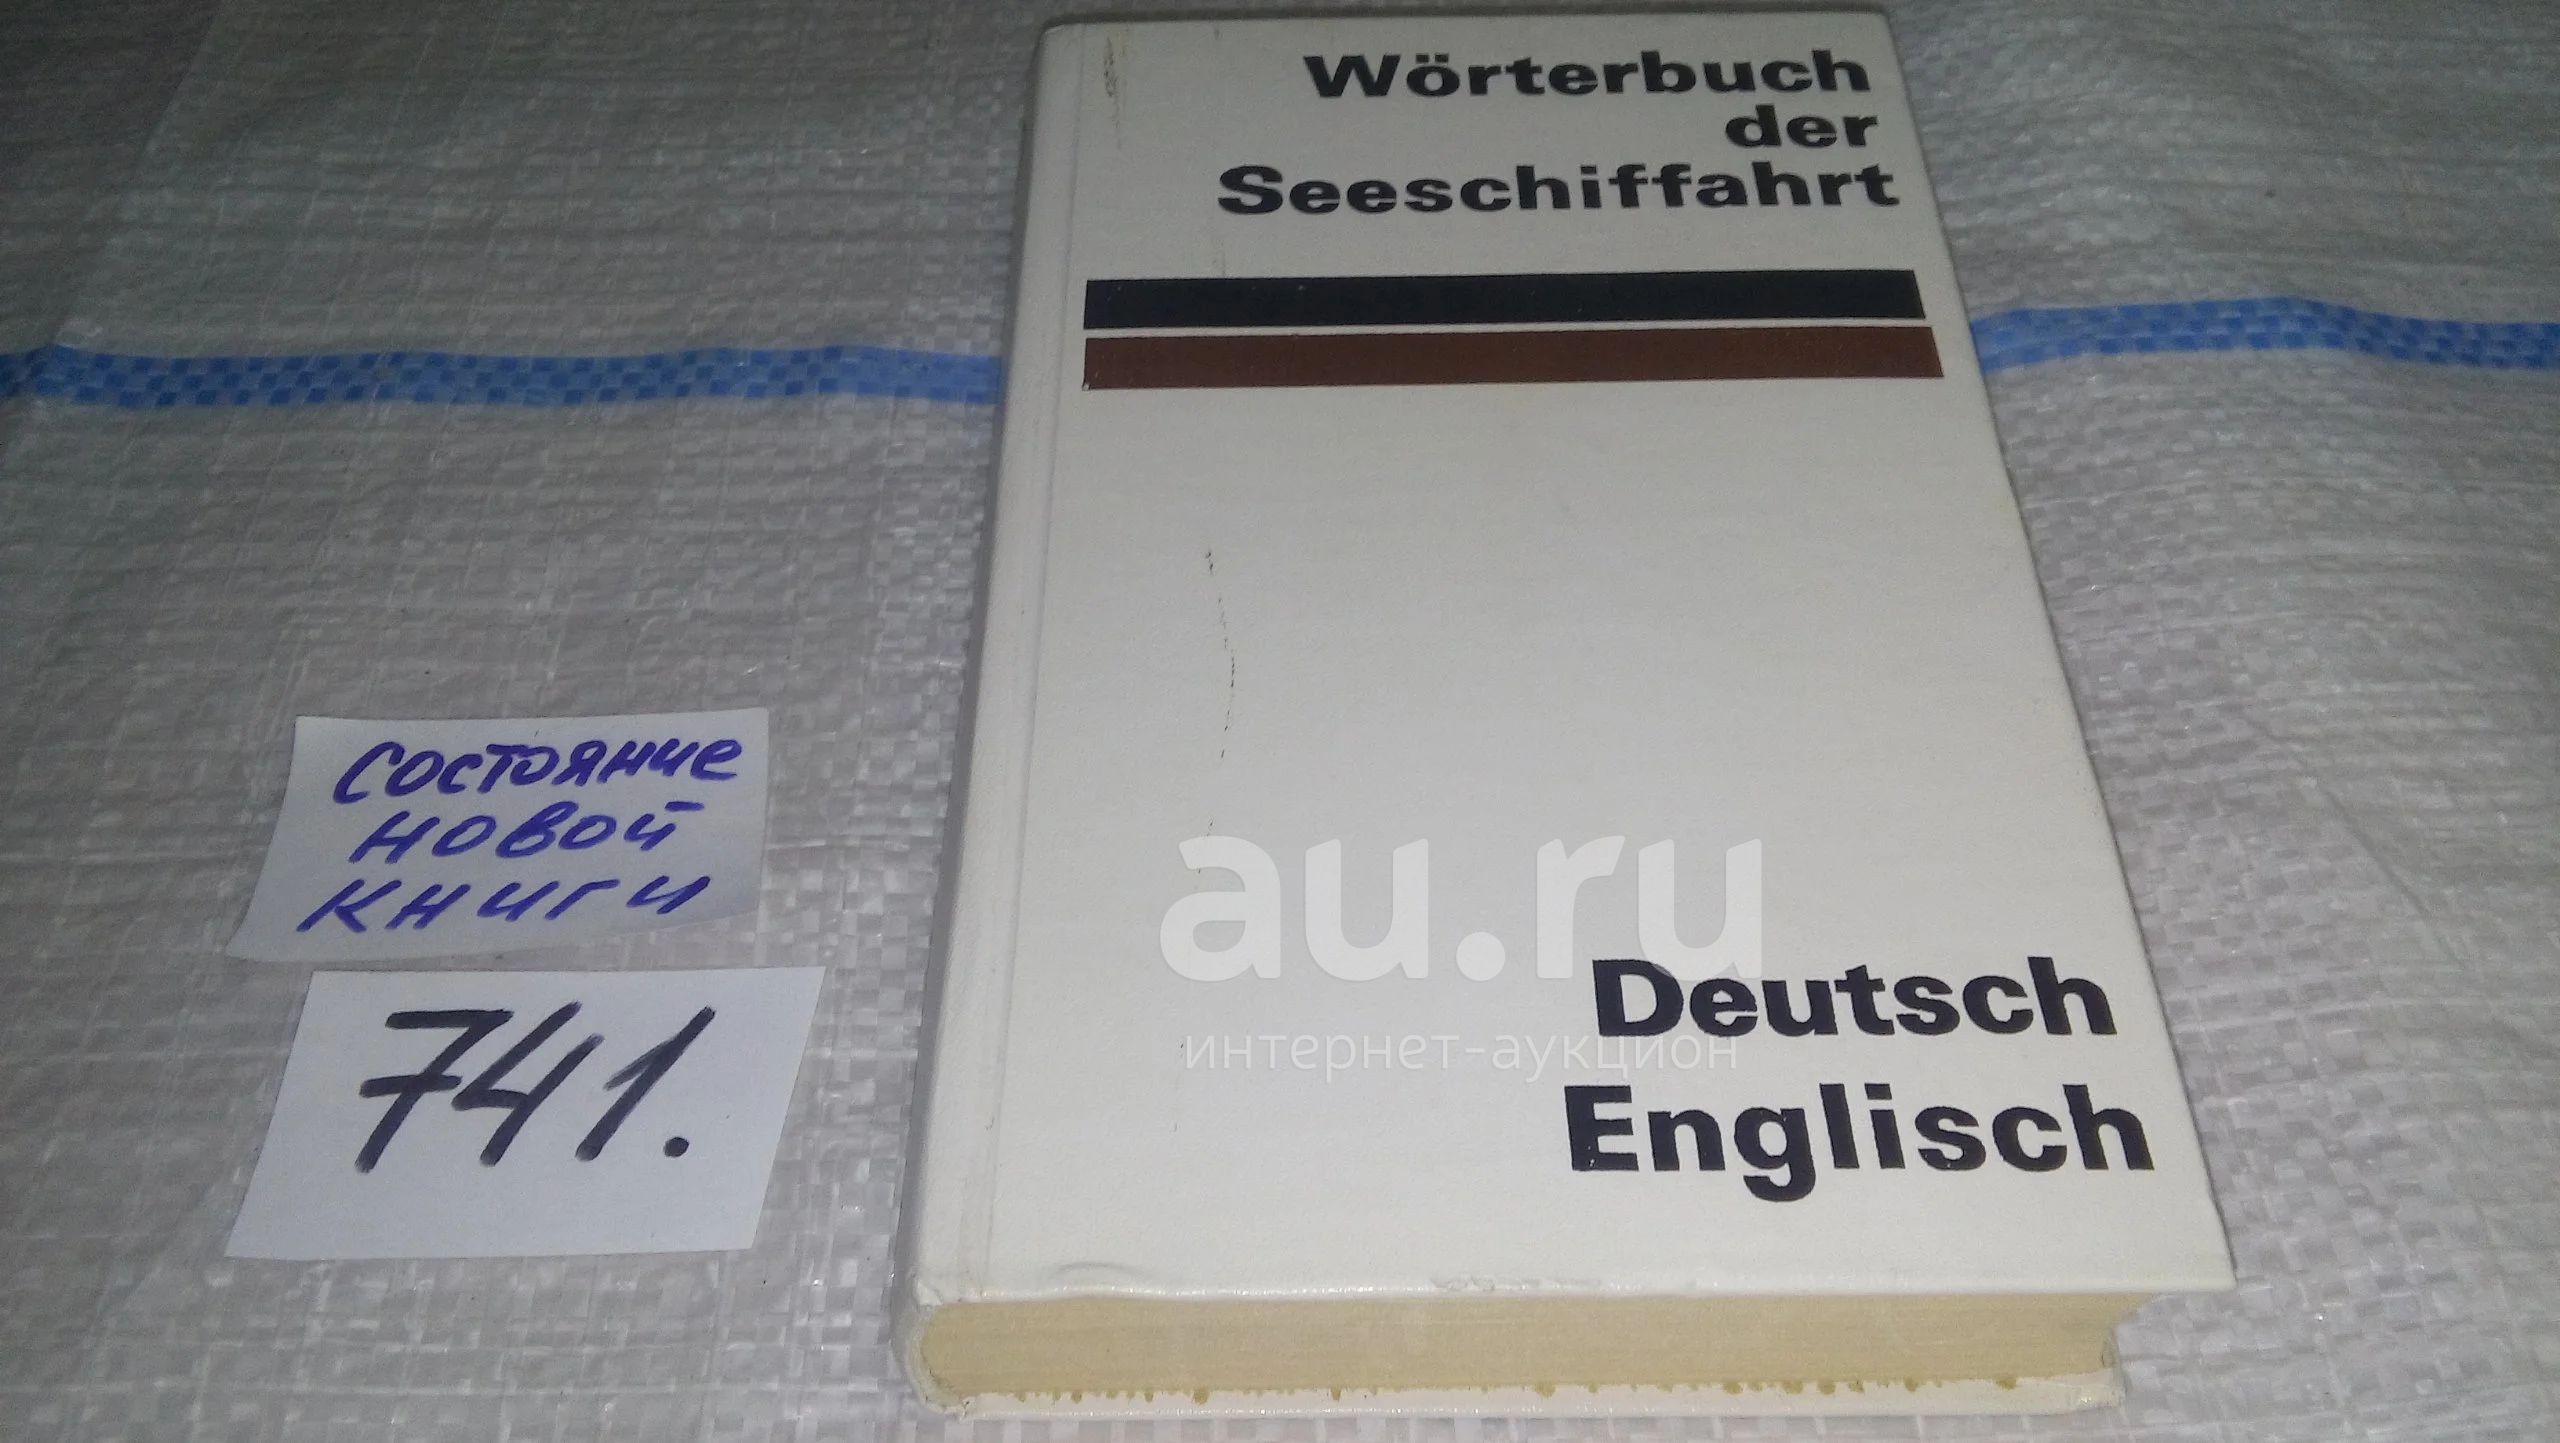 Wörterbuch
der
Seeschiffahrt
состояние
новой
книги
741.
au.ru
интернет-аукцион
Deutsch
Englisch